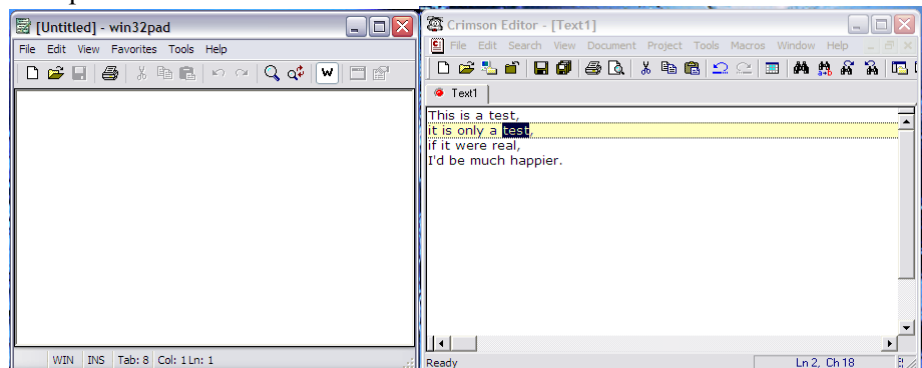 [Untitled] - win32pad
File Edit View Favorites Tools Help
W
WIN INS Tab: 8 Col: 1 Ln: 1
Crimson Editor - [Text1]
File Edit Search View Document Project Tools Macros Window Help
Text1
This is a test,
it is only a test,
if it were real,
I'd be much happier.
Ready Ln 2, Ch 18